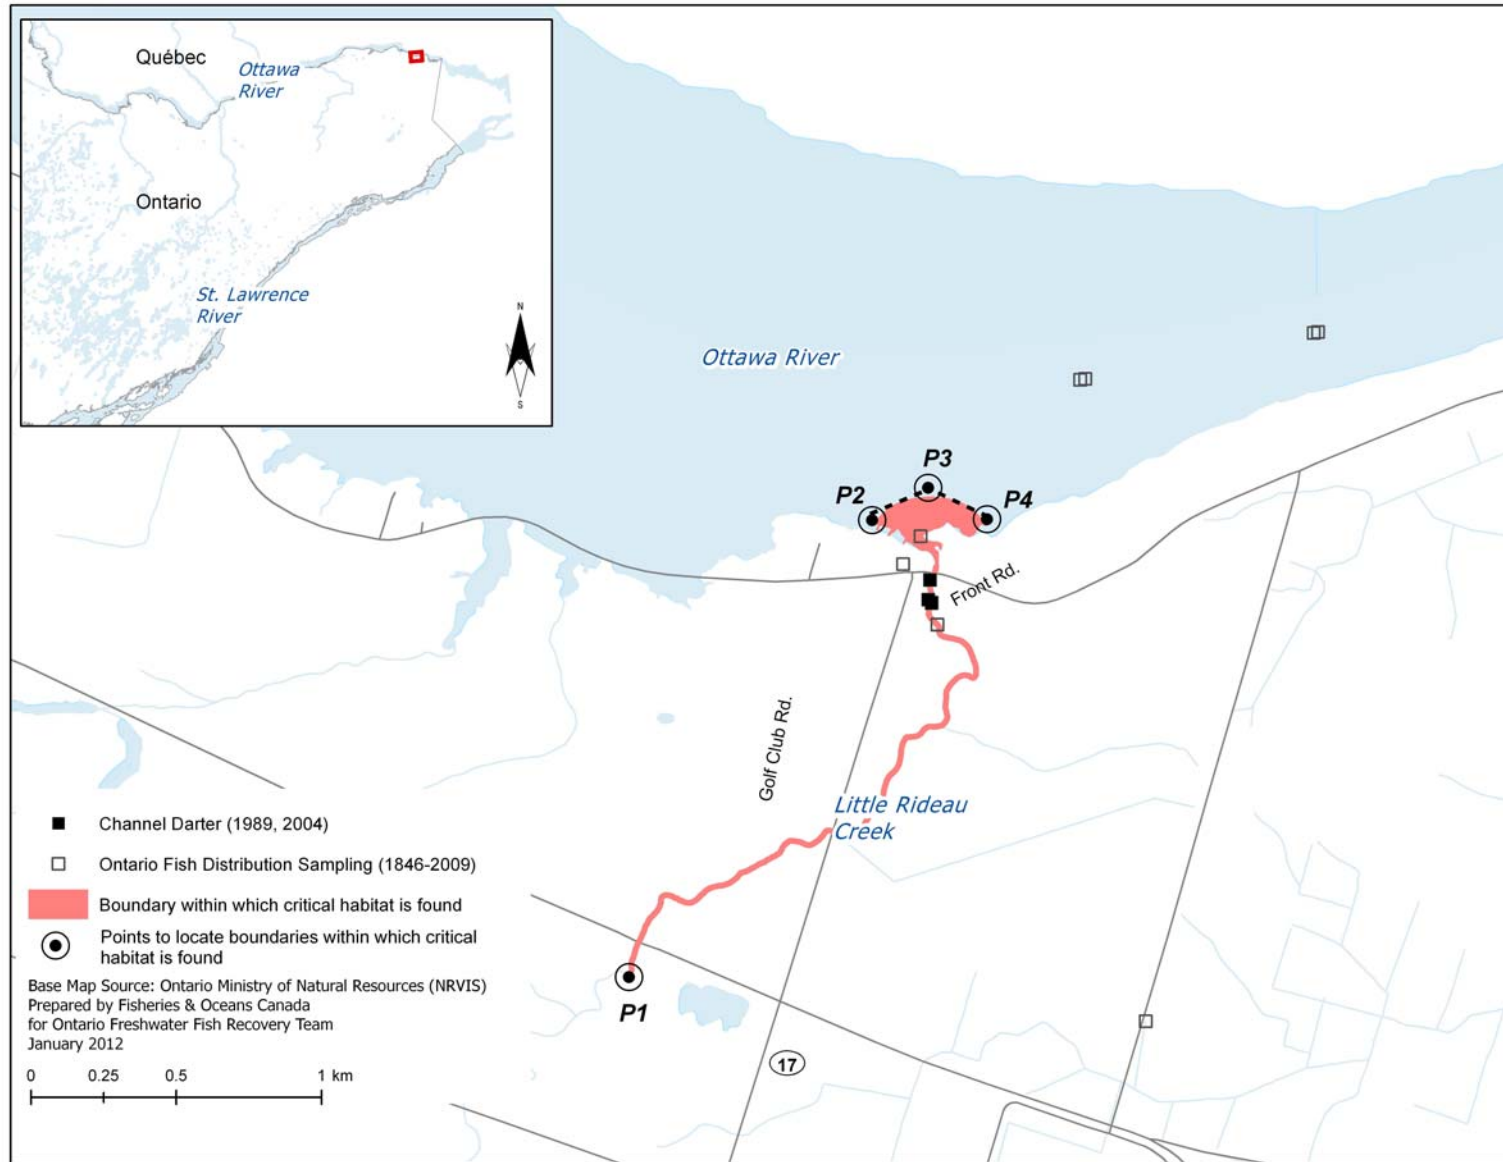 Québec
Ottawa
River
Ontario
St. Lawrence
River
N
S
Ottawa River
P3
P2
P4
Front Rd.
Golf Club Rd.
Little Rideau
Creek
P1
17
Channel Darter (1989, 2004)
Ontario Fish Distribution Sampling (1846-2009)
Boundary within which critical habitat is found
Points to locate boundaries within which critical
habitat is found
Base Map Source: Ontario Ministry of Natural Resources (NRVIS)
Prepared by Fisheries & Oceans Canada
for Ontario Freshwater Fish Recovery Team
January 2012
0 0.25 0.5 1 km